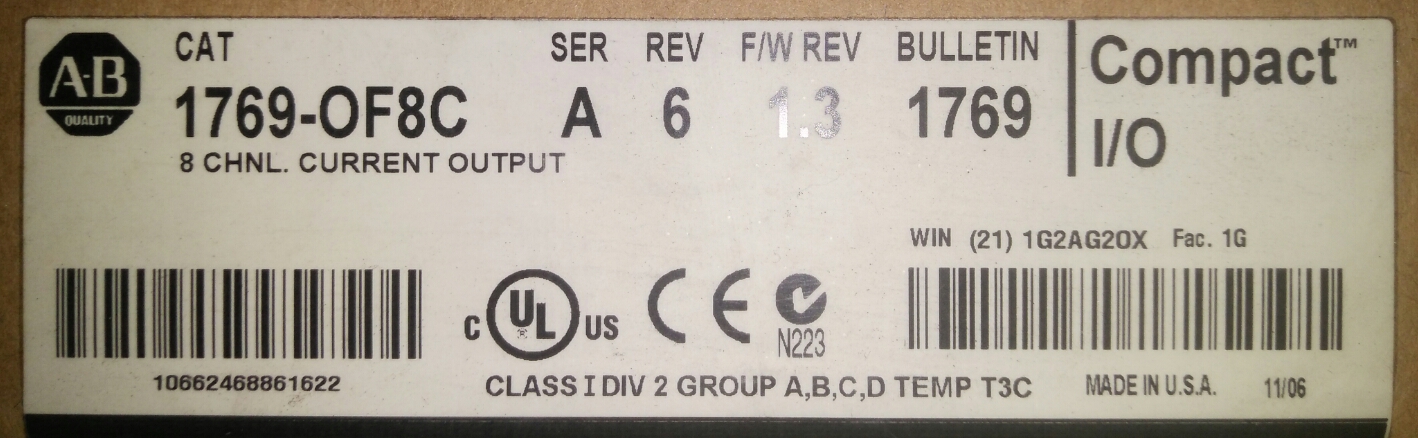 A-B
QUALITY
CAT SER REV F/W REV BULLETIN
1769-OF8C A 6 1.3 1769
8 CHNL. CURRENT OUTPUT
Compact™
I/O
WIN (21) 1G2AG2OX Fac. 1G
C UL US CE
N223
10662468861622
CLASS I DIV 2 GROUP A,B,C,D TEMP T3C
MADE IN U.S.A. 11/06